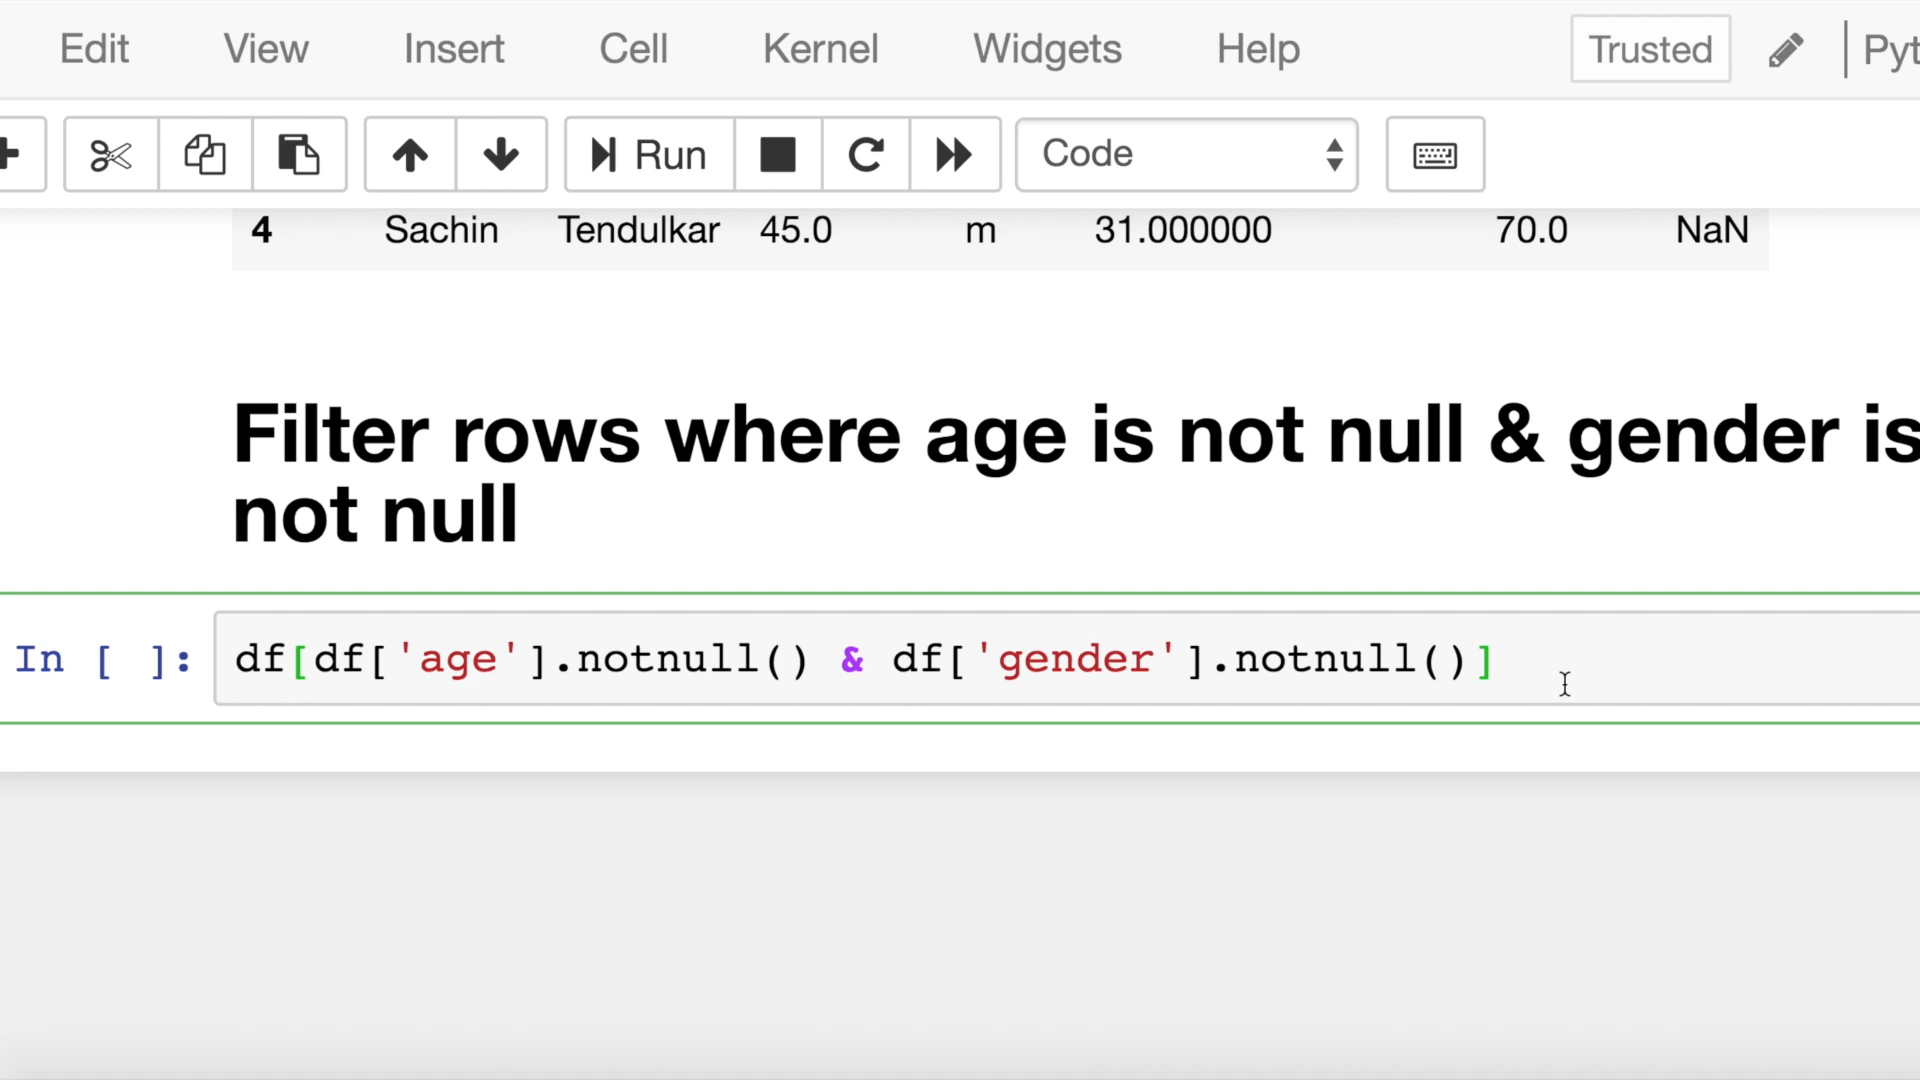 Edit View Insert Cell Kernel Widgets Help Trusted Pyt
Run Code
4 Sachin Tendulkar 45.0 m 31.000000 70.0 NaN
Filter rows where age is not null & gender is
not null
In [ ]: df[df['age'].notnull() & df['gender'].notnull()]